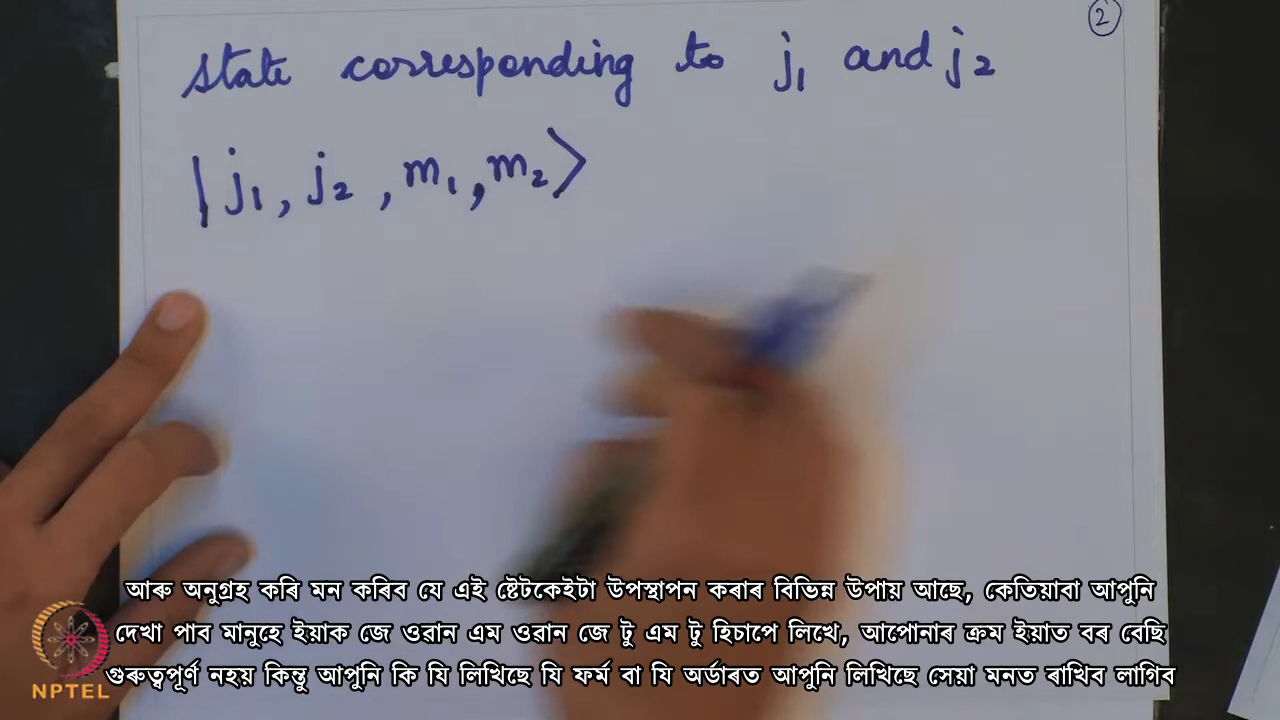 2
state corresponding to j₁ and j₂
|j₁, j₂, m₁, m₂⟩
আৰু অনুগ্ৰহ কৰি মন কৰিব যে এই ষ্টেটকেইটা উপস্থাপন কৰাৰ বিভিন্ন উপায় আছে, কেতিয়াবা আপুনি
দেখা পাব মানুহে ইয়াক জে ওৱান এম ওৱান জে টু এম টু হিচাপে লিখে, আপোনাৰ ক্ৰম ইয়াত বৰ বেছি
গুৰুত্বপূৰ্ণ নহয় কিন্তু আপুনি কি যি লিখিছে যি ফৰ্ম বা যি অৰ্ডাৰত আপুনি লিখিছে সেয়া মনত ৰাখিব লাগিব
NPTEL